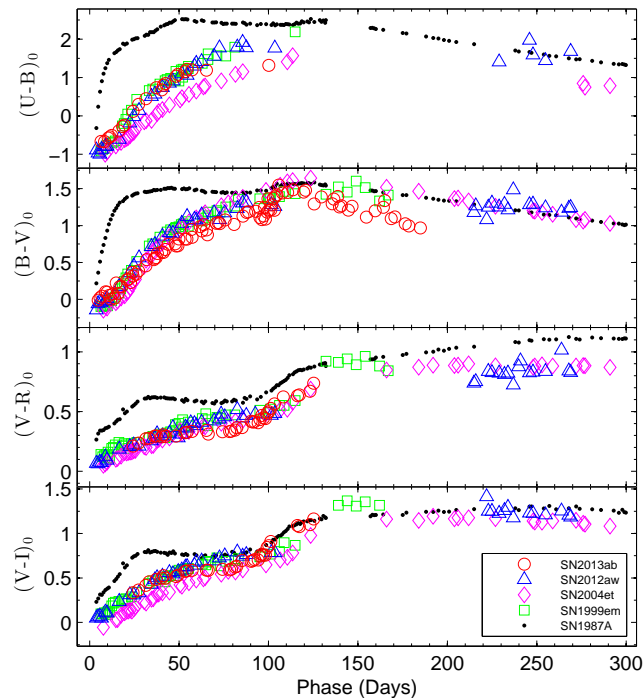 (U-B)₀
2
1
0
−1
(B-V)₀
1.5
1
0.5
0
(V-R)₀
1
0.5
0
(V-I)₀
1.5
1
0.5
0
SN2013ab
SN2012aw
SN2004et
SN1999em
SN1987A
0 50 100 150 200 250 300
Phase (Days)